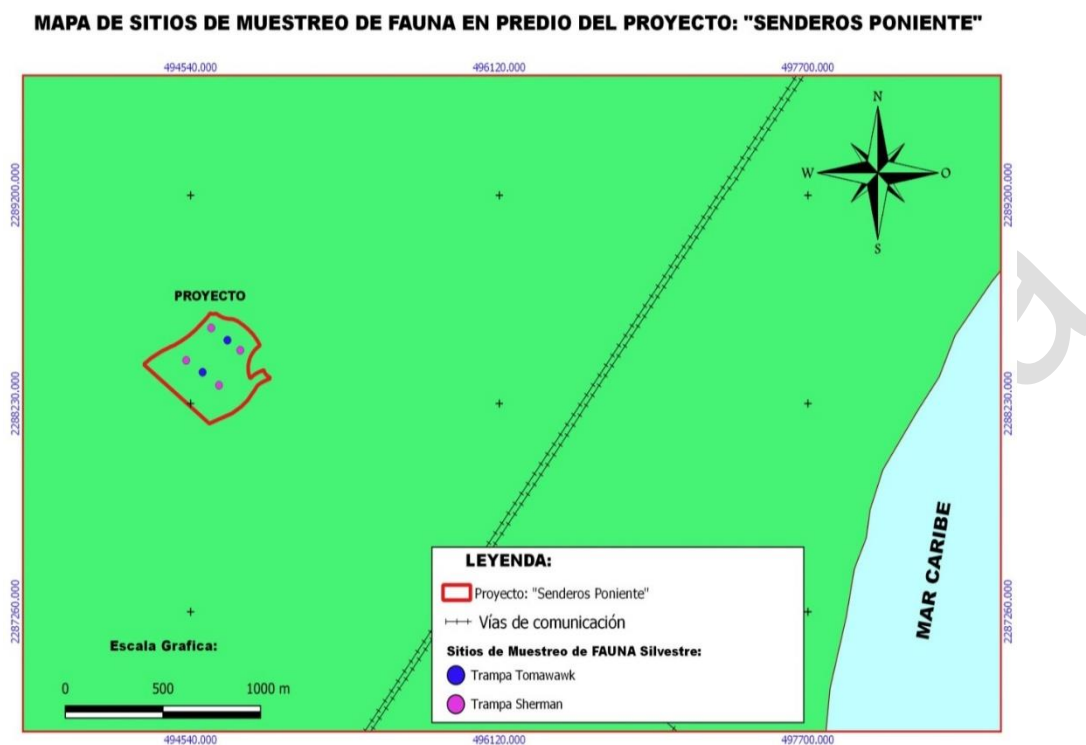 MAPA DE SITIOS DE MUESTREO DE FAUNA EN PREDIO DEL PROYECTO: "SENDEROS PONIENTE"
494540.000 496120.000 497700.000
N
W O
S
2289200.000 2289200.000
PROYECTO
2288230.000 2288230.000
MAR CARIBE
LEYENDA:
Proyecto: "Senderos Poniente"
Vías de comunicación
Sitios de Muestreo de FAUNA Silvestre:
Trampa Tomawawk
Trampa Sherman
2287260.000 2287260.000
Escala Grafica:
0 500 1000 m
494540.000 496120.000 497700.000